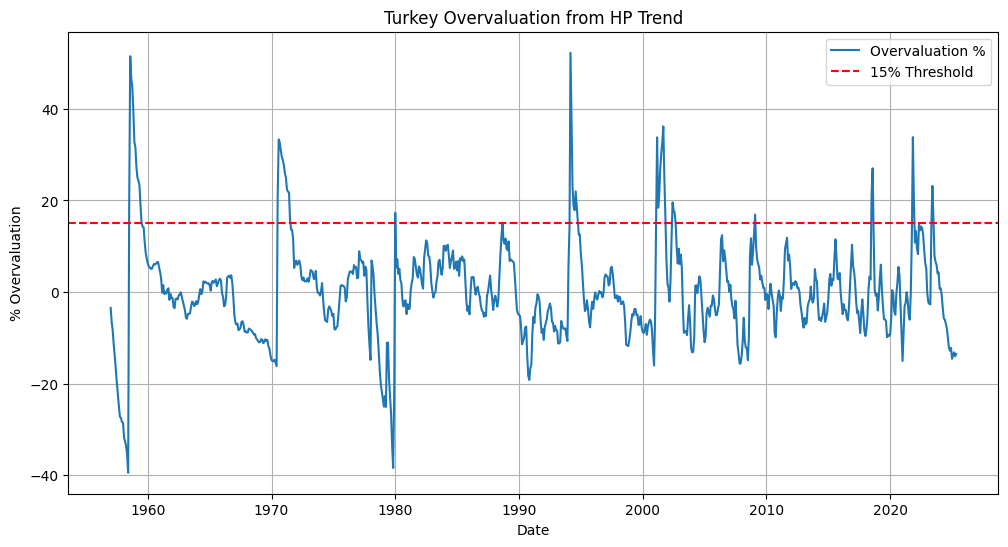 Turkey Overvaluation from HP Trend
Overvaluation %
15% Threshold
% Overvaluation
40
20
0
−20
−40
1960 1970 1980 1990 2000 2010 2020
Date